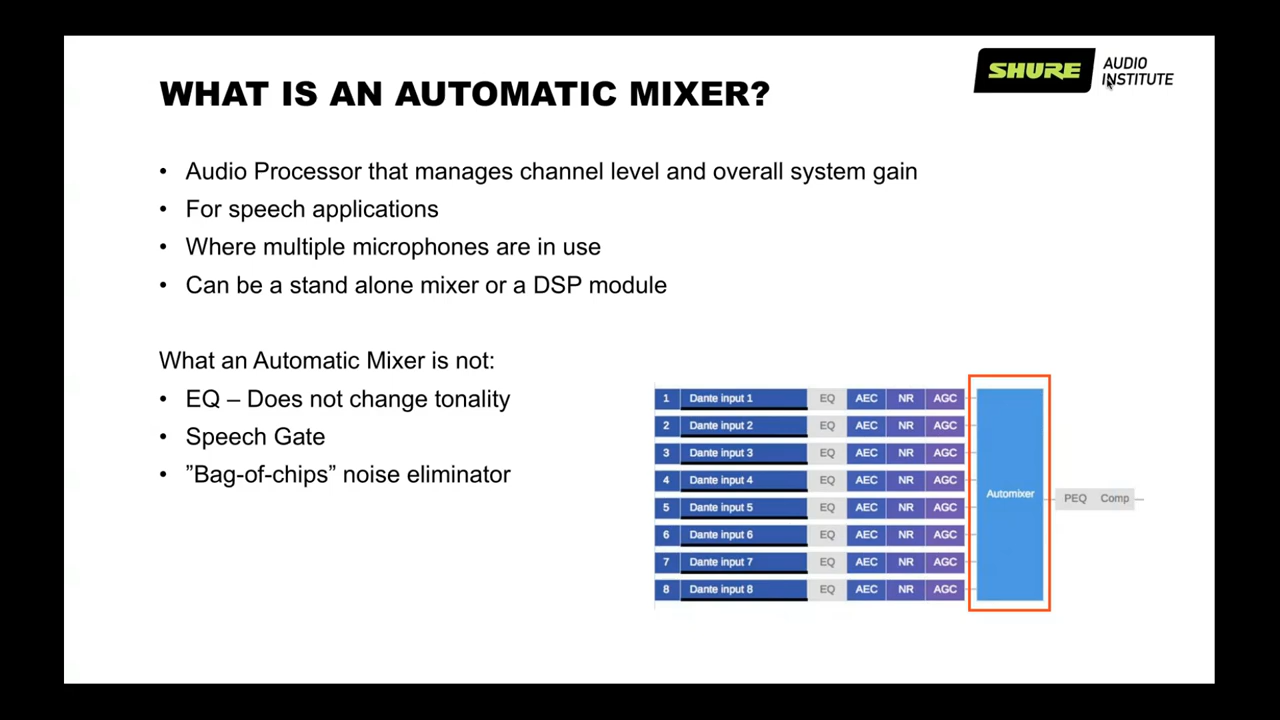 SHURE AUDIO INSTITUTE
WHAT IS AN AUTOMATIC MIXER?
• Audio Processor that manages channel level and overall system gain
• For speech applications
• Where multiple microphones are in use
• Can be a stand alone mixer or a DSP module
What an Automatic Mixer is not:
• EQ – Does not change tonality
• Speech Gate
• ”Bag-of-chips” noise eliminator
1 Dante input 1 EQ AEC NR AGC
2 Dante input 2 EQ AEC NR AGC
3 Dante input 3 EQ AEC NR AGC
4 Dante input 4 EQ AEC NR AGC
5 Dante input 5 EQ AEC NR AGC
6 Dante input 6 EQ AEC NR AGC
7 Dante input 7 EQ AEC NR AGC
8 Dante input 8 EQ AEC NR AGC
Automixer
PEQ Comp